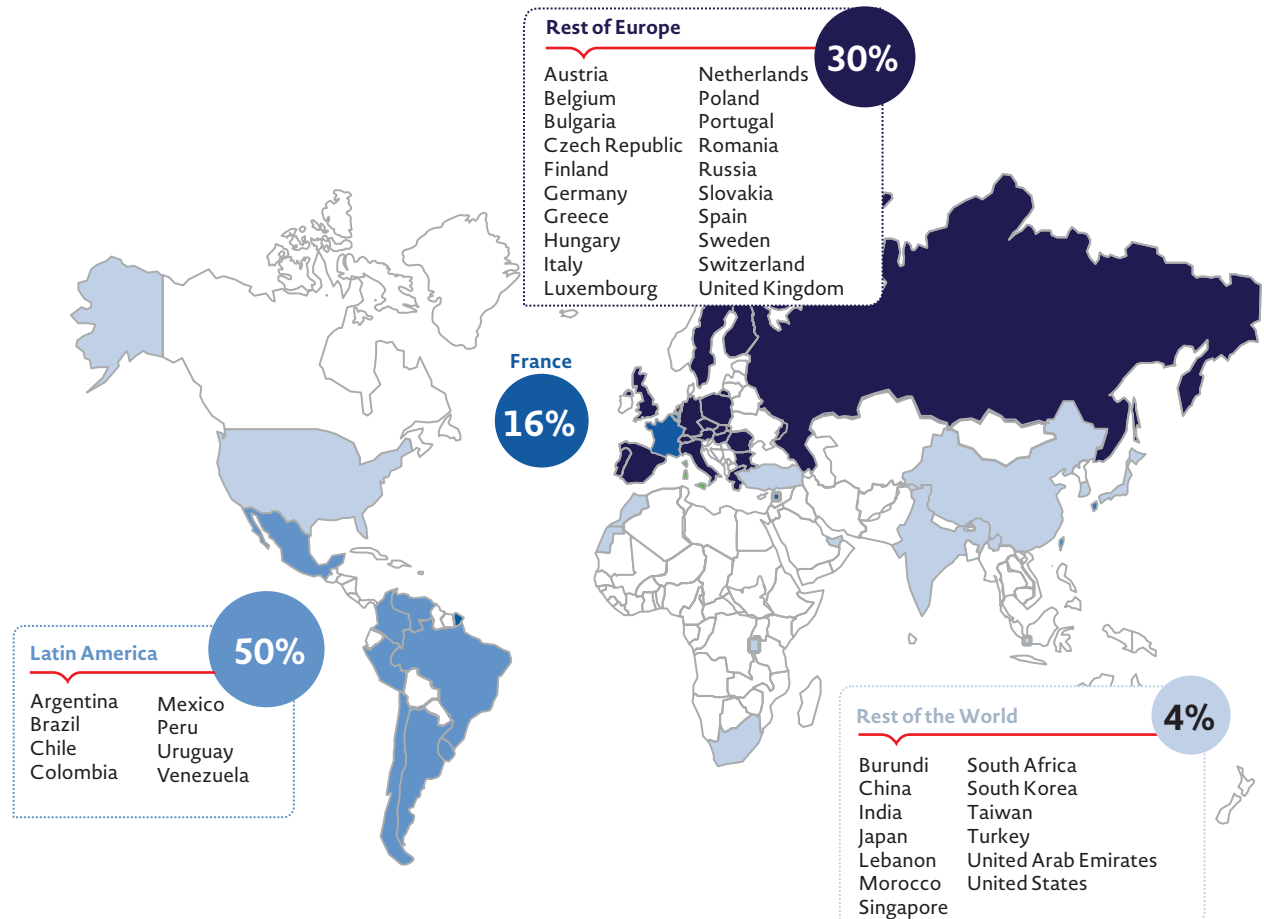 Rest of Europe
30%
Austria
Belgium
Bulgaria
Czech Republic
Finland
Germany
Greece
Hungary
Italy
Luxembourg
Netherlands
Poland
Portugal
Romania
Russia
Slovakia
Spain
Sweden
Switzerland
United Kingdom
France
16%
Latin America
50%
Argentina
Brazil
Chile
Colombia
Mexico
Peru
Uruguay
Venezuela
Rest of the World
4%
Burundi
China
India
Japan
Lebanon
Morocco
Singapore
South Africa
South Korea
Taiwan
Turkey
United Arab Emirates
United States